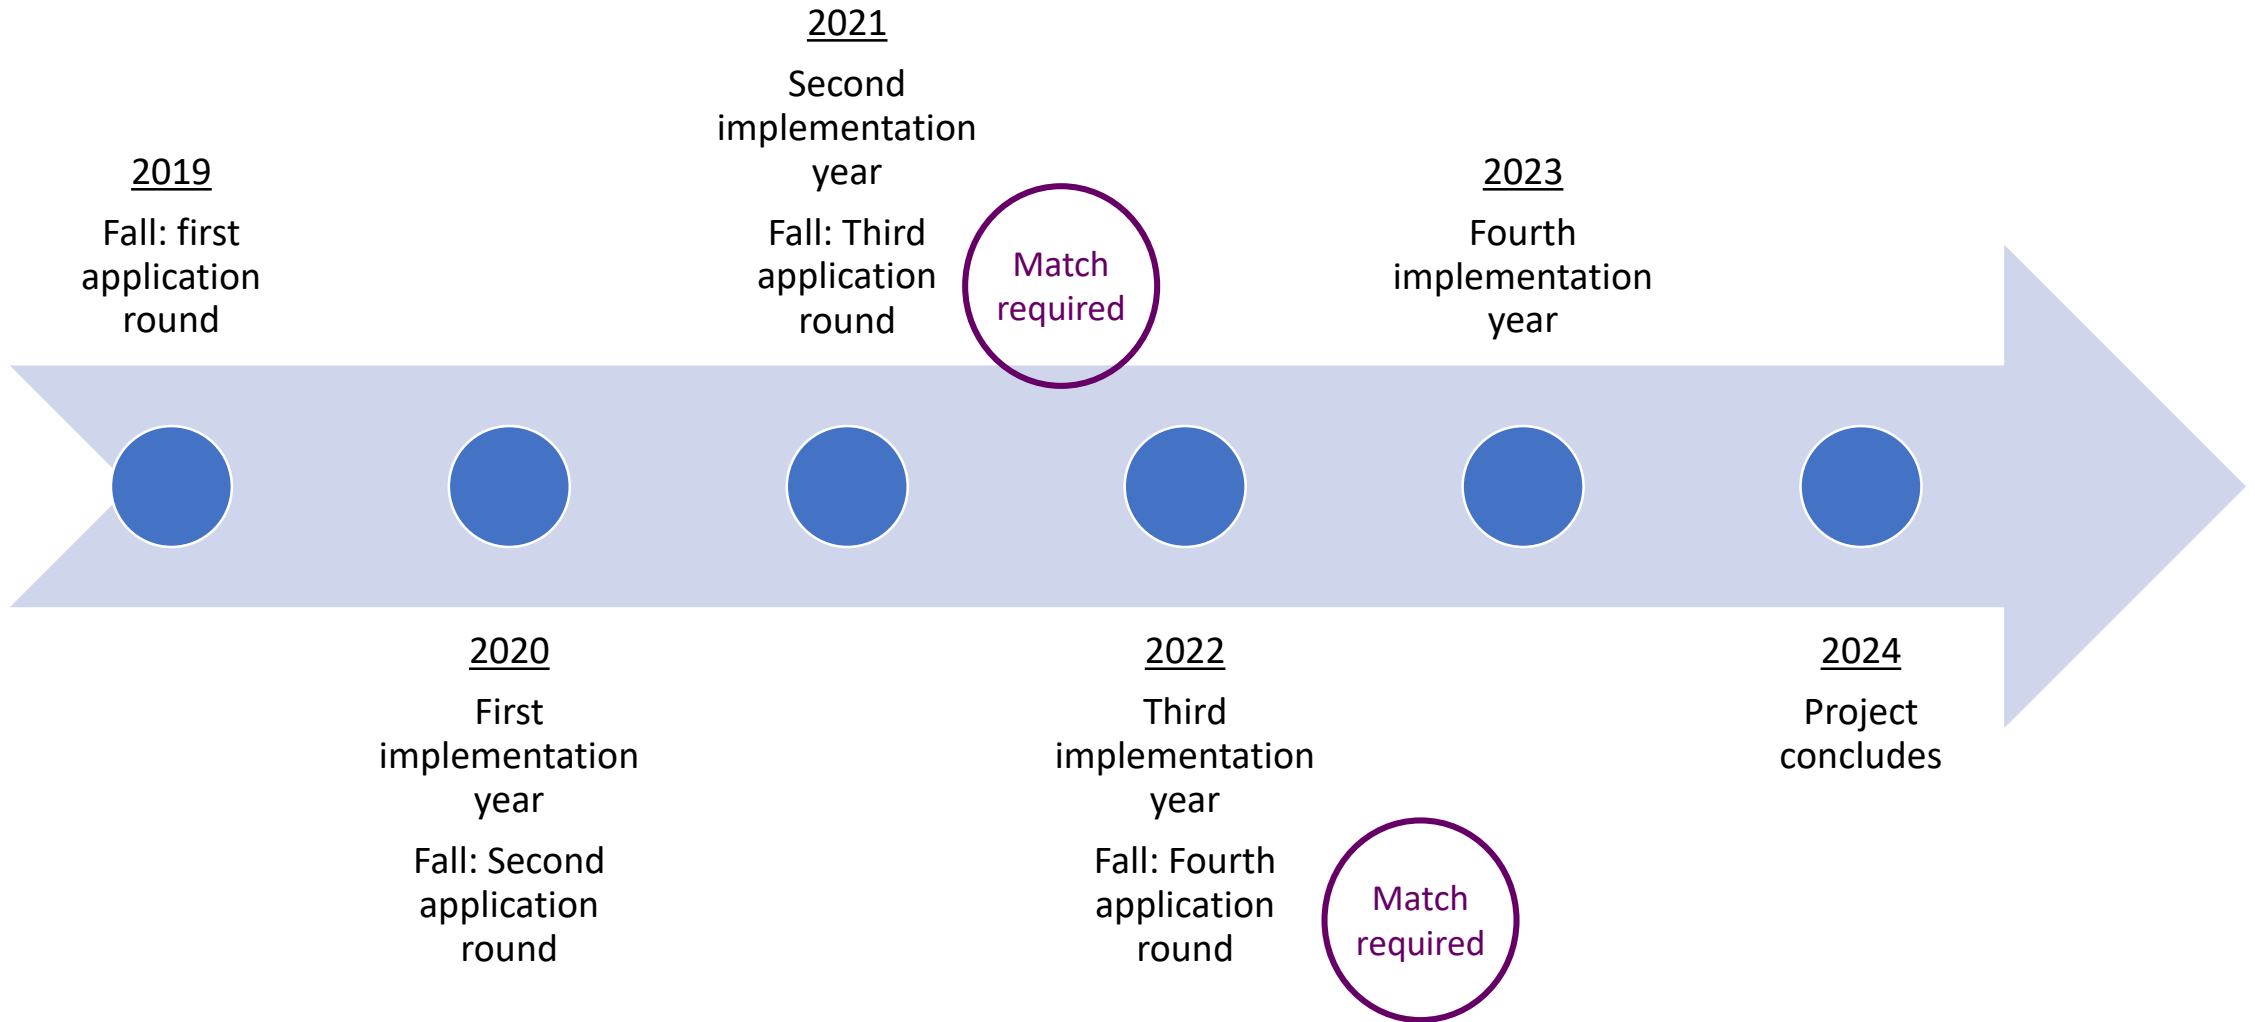 2019
Fall: first
application
round
2020
First
implementation
year
Fall: Second
application
round
2021
Second
implementation
year
Fall: Third
application
round
Match
required
2022
Third
implementation
year
Fall: Fourth
application
round
Match
required
2023
Fourth
implementation
year
2024
Project
concludes